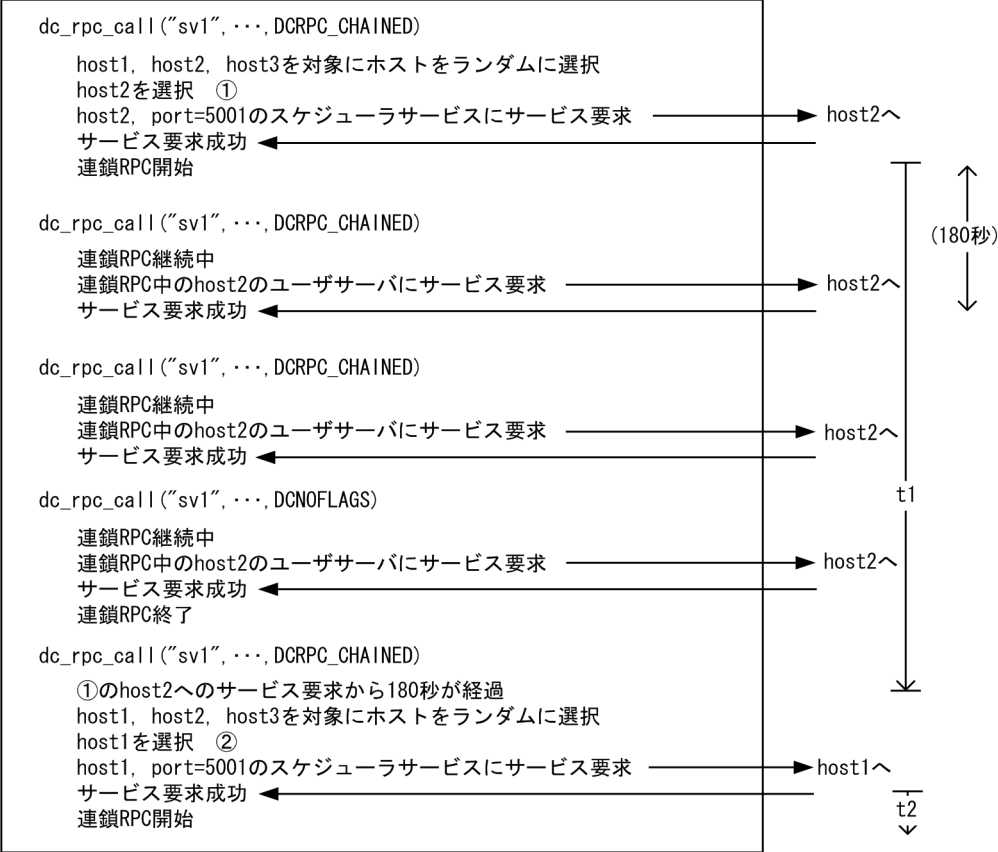 dc_rpc_call("sv1",･･･,DCRPC_CHAINED)
host1, host2, host3を対象にホストをランダムに選択
host2を選択　①
host2, port=5001のスケジューラサービスにサービス要求
host2へ
サービス要求成功
連鎖RPC開始
dc_rpc_call("sv1",･･･,DCRPC_CHAINED)
(180秒)
連鎖RPC継続中
連鎖RPC中のhost2のユーザサーバにサービス要求
host2へ
サービス要求成功
dc_rpc_call("sv1",･･･,DCRPC_CHAINED)
連鎖RPC継続中
連鎖RPC中のhost2のユーザサーバにサービス要求
host2へ
サービス要求成功
dc_rpc_call("sv1",･･･,DCNOFLAGS)
t1
連鎖RPC継続中
連鎖RPC中のhost2のユーザサーバにサービス要求
host2へ
サービス要求成功
連鎖RPC終了
dc_rpc_call("sv1",･･･,DCRPC_CHAINED)
①のhost2へのサービス要求から180秒が経過
host1, host2, host3を対象にホストをランダムに選択
host1を選択　②
host1, port=5001のスケジューラサービスにサービス要求
host1へ
サービス要求成功
t2
連鎖RPC開始